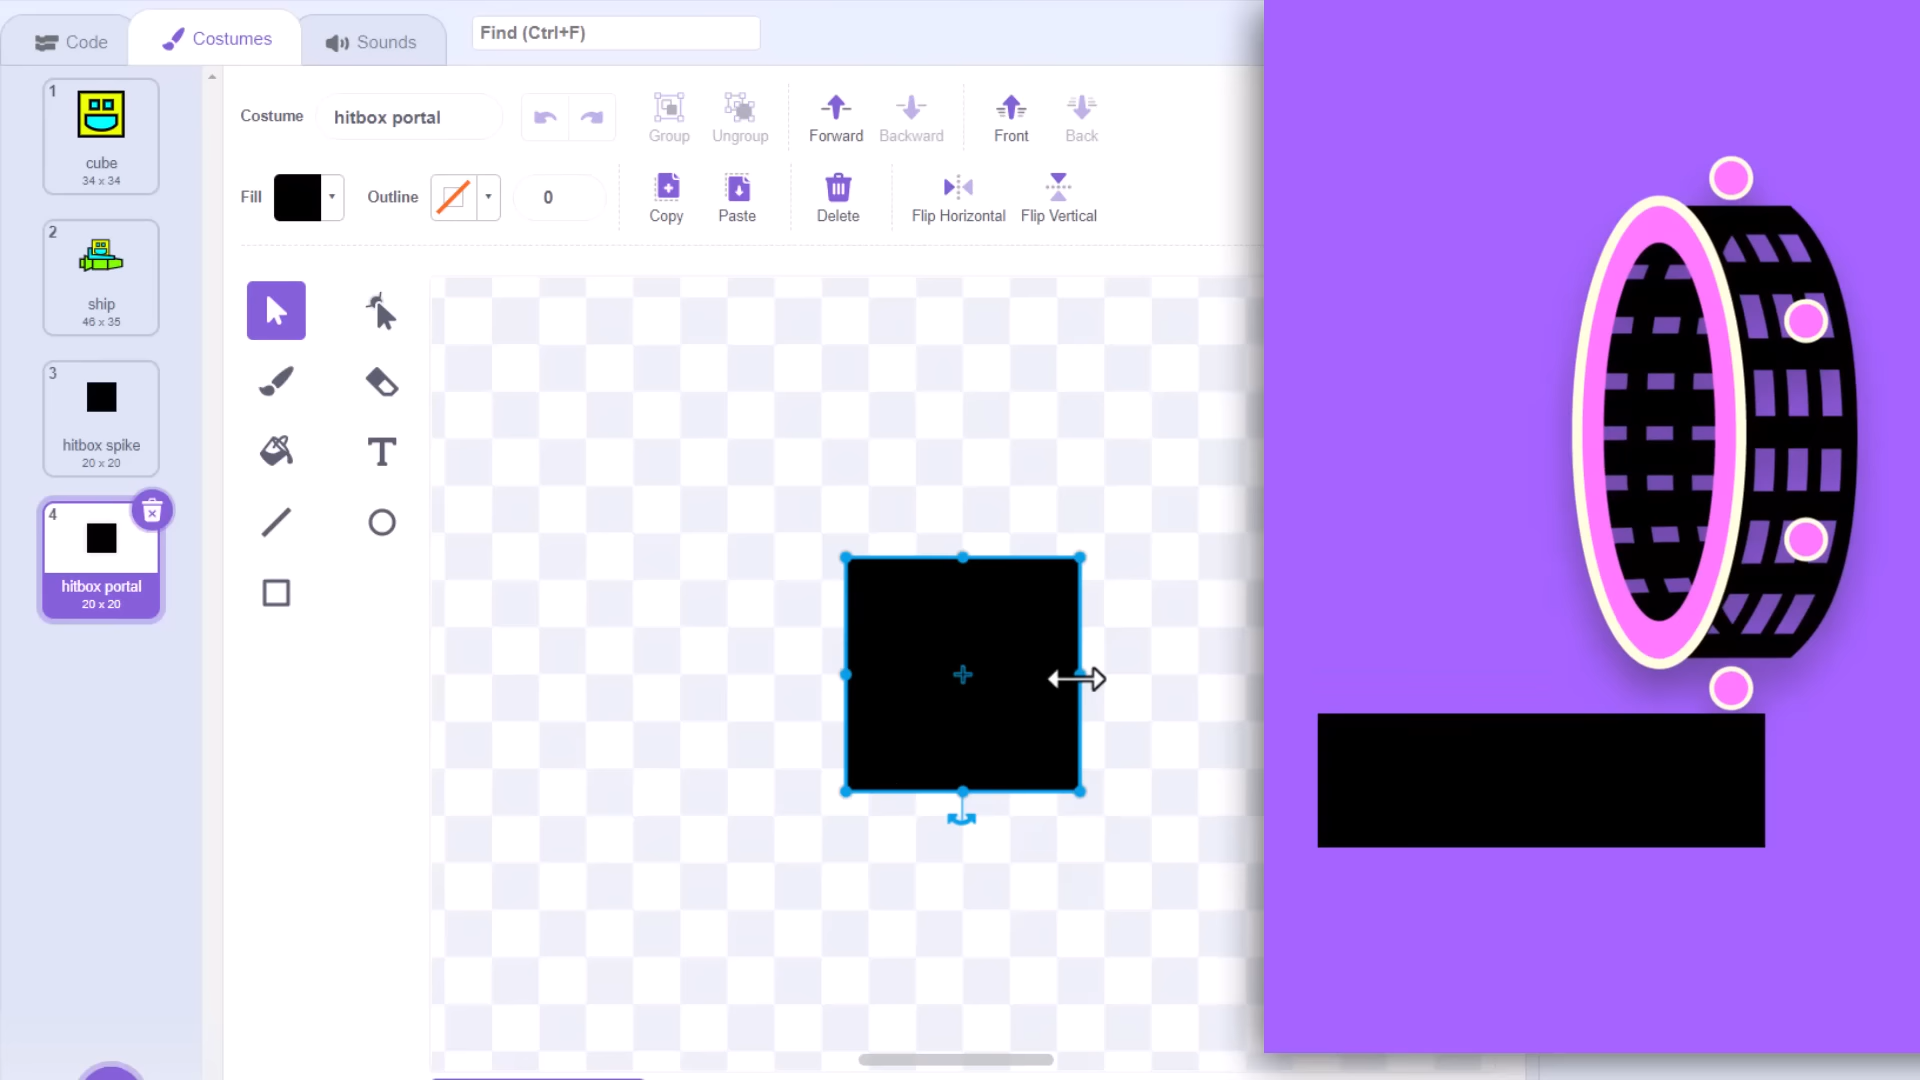 Code
Costumes
Sounds
Find (Ctrl+F)
1
cube
34 x 34
2
ship
46 x 35
3
hitbox spike
20 x 20
4
hitbox portal
20 x 20
Costume
hitbox portal
Group
Ungroup
Forward
Backward
Front
Back
Fill
Outline
0
Copy
Paste
Delete
Flip Horizontal
Flip Vertical
T